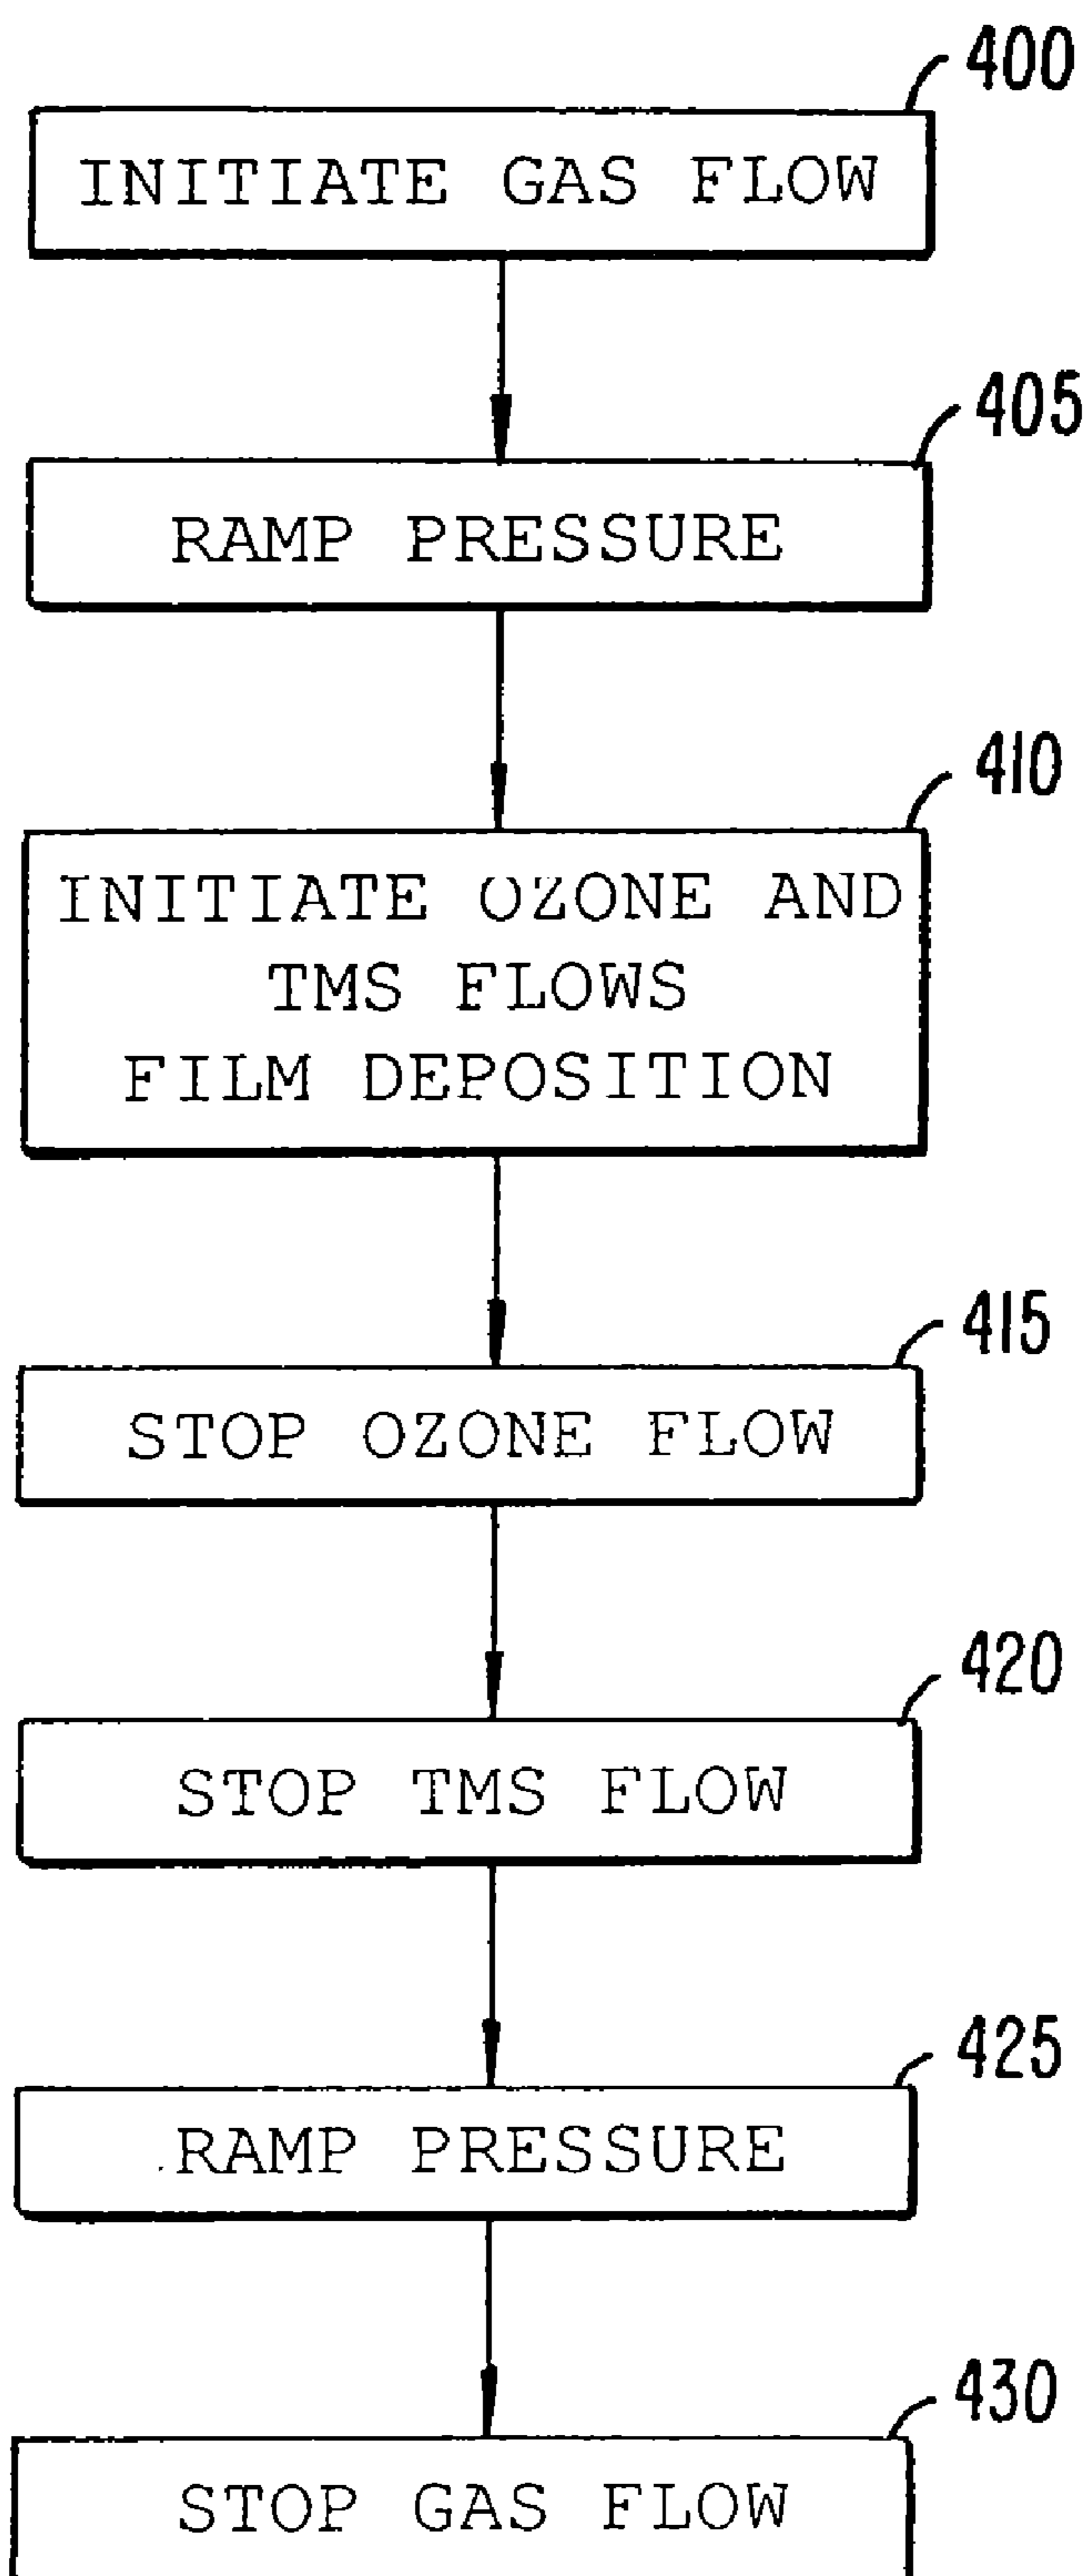 400
INITIATE GAS FLOW
405
RAMP PRESSURE
410
INITIATE OZONE AND
TMS FLOWS
FILM DEPOSITION
415
STOP OZONE FLOW
420
STOP TMS FLOW
425
RAMP PRESSURE
430
STOP GAS FLOW